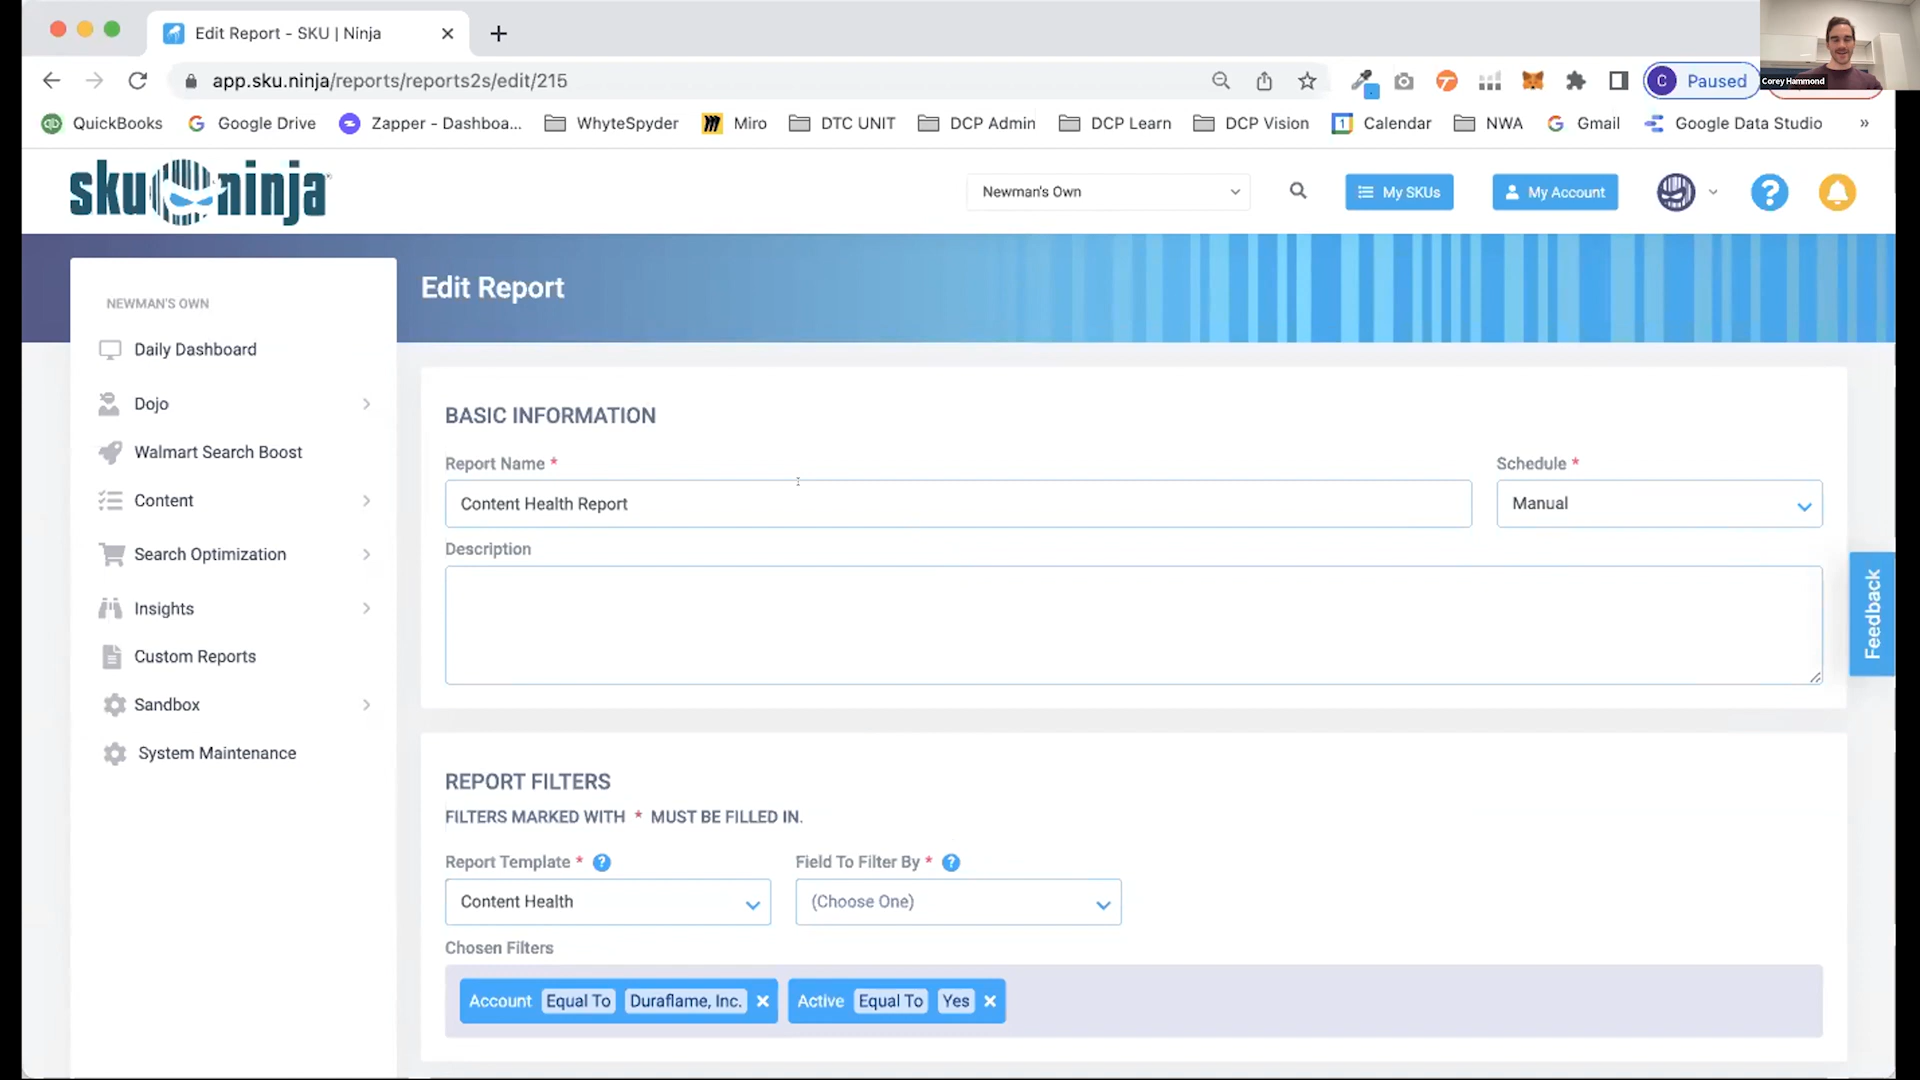 Edit Report - SKU | Ninja
Corey Hammond
app.sku.ninja/reports/reports2s/edit/215
C Paused
QuickBooks Google Drive Zapper - Dashboa... WhyteSpyder Miro DTC UNIT DCP Admin DCP Learn DCP Vision 1 Calendar NWA Gmail Google Data Studio »
sku ninja
Newman's Own
My SKUs
My Account
?
Edit Report
NEWMAN'S OWN
Daily Dashboard
Dojo
Walmart Search Boost
Content
Search Optimization
Insights
Custom Reports
Sandbox
System Maintenance
BASIC INFORMATION
Report Name * Schedule *
Content Health Report Manual
Description
Feedback
REPORT FILTERS
FILTERS MARKED WITH * MUST BE FILLED IN.
Report Template * ? Field To Filter By * ?
Content Health (Choose One)
Chosen Filters
Account Equal To Duraflame, Inc. × Active Equal To Yes ×